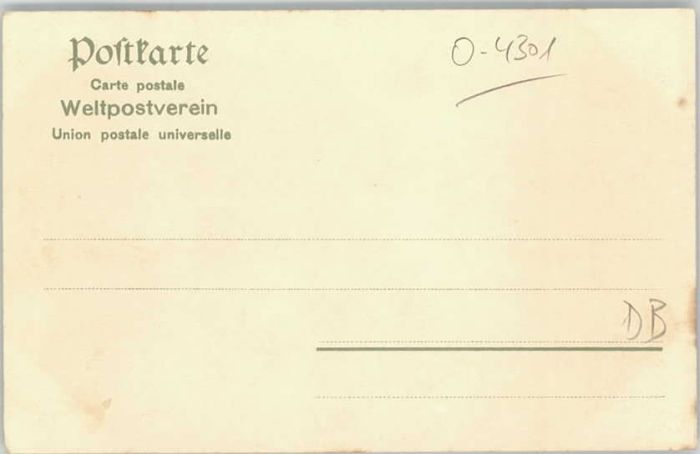 Postkarte
O-4301
Carte postale
Weltpostverein
Union postale universelle
DB